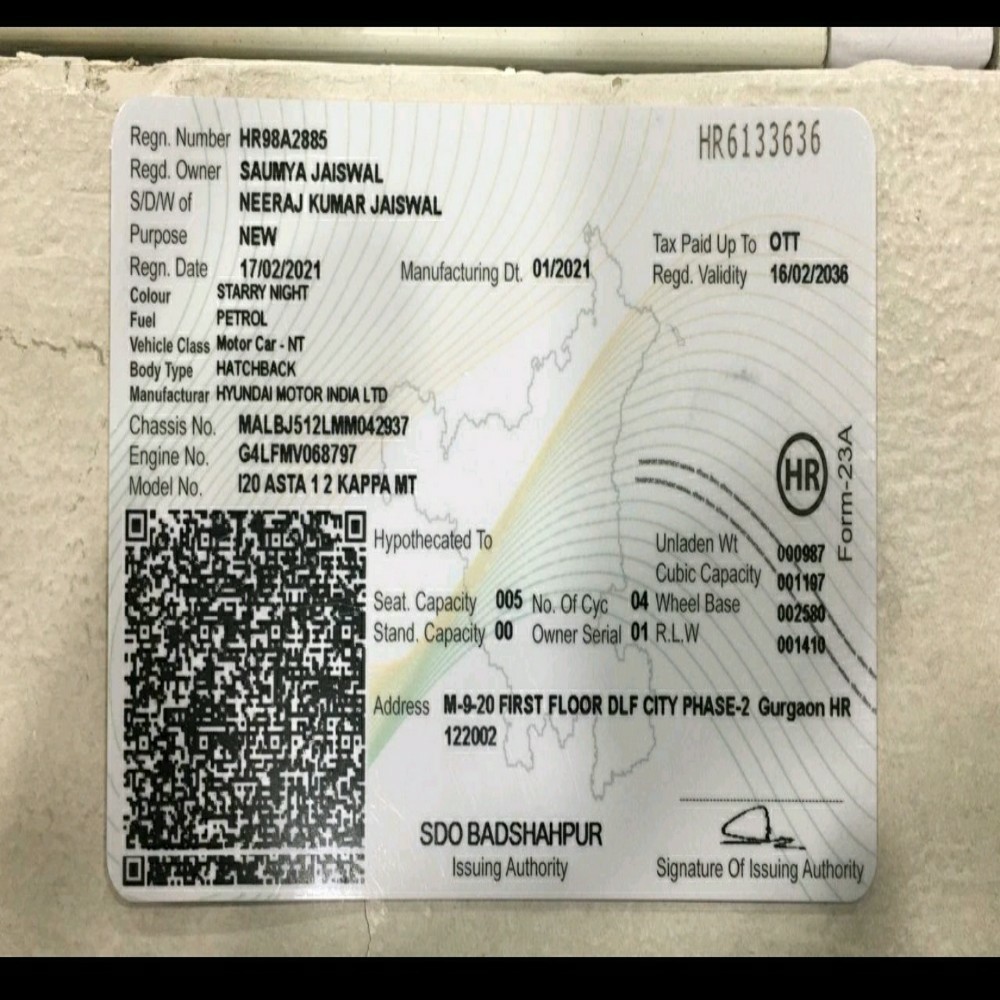 Regn. Number HR98A2885 HR6133636
Regd. Owner SAUMYA JAISWAL
S/D/W of NEERAJ KUMAR JAISWAL
Purpose NEW Tax Paid Up To OTT
Regn. Date 17/02/2021 Manufacturing Dt. 01/2021 Regd. Validity 16/02/2036
Colour STARRY NIGHT
Fuel PETROL
Vehicle Class Motor Car - NT
Body Type HATCHBACK
Manufacturar HYUNDAI MOTOR INDIA LTD
Chassis No. MALBJ512LMM042937
Engine No. G4LFMV068797
Model No. I20 ASTA 1 2 KAPPA MT
HR
Form-23A
Hypothecated To Unladen Wt 000987
Cubic Capacity 001197
Seat. Capacity 005 No. Of Cyc 04 Wheel Base 002580
Stand. Capacity 00 Owner Serial 01 R.L.W 001410
Address M-9-20 FIRST FLOOR DLF CITY PHASE-2 Gurgaon HR
122002
SDO BADSHAHPUR
Issuing Authority
Signature Of Issuing Authority